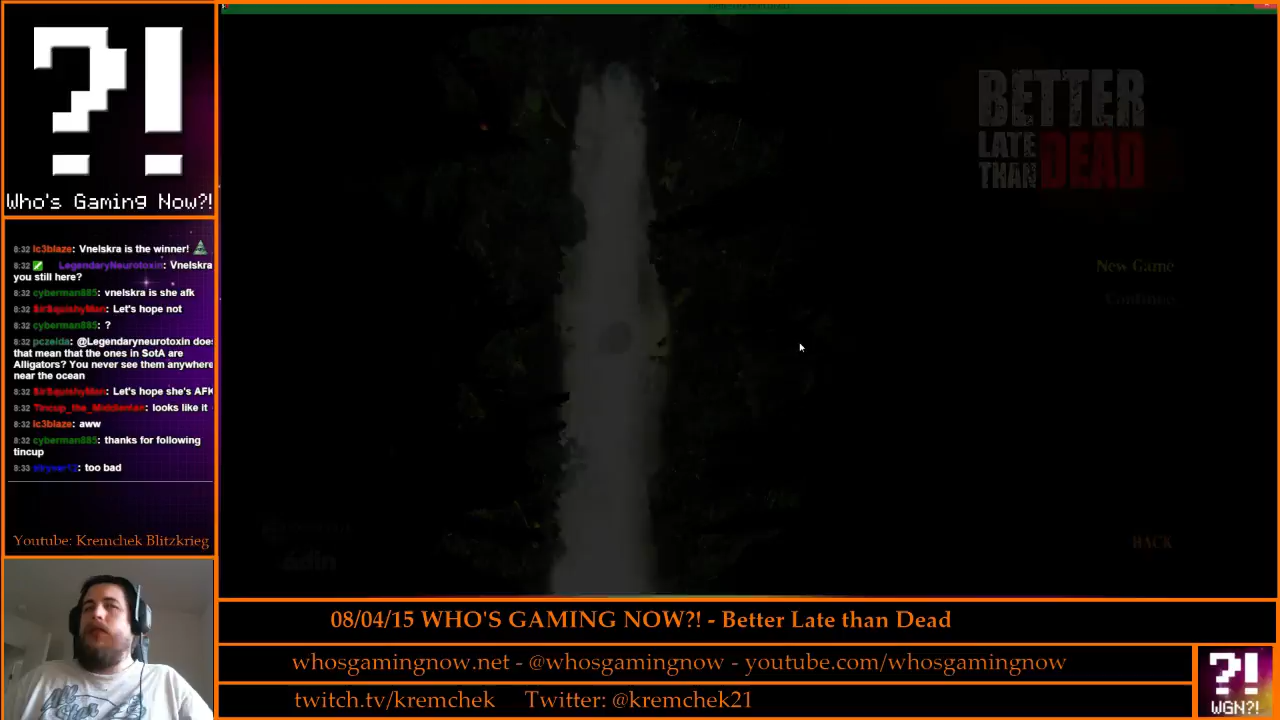 ?!
Who's Gaming Now?!
8:32 Ic3blaze: Vnelskra is the winner!
8:32 LegendaryNeurotoxin: Vnelskra
you still here?
8:32 cyberman885: vnelskra is she afk
8:32 SirSquishyMan: Let's hope not
8:32 cyberman885: ?
8:32 pczelda: @Legendaryneurotoxin does
that mean that the ones in SotA are
Alligators? You never see them anywhere
near the ocean
8:32 SirSquishyMan: Let's hope she's AFK
8:32 Tincup_the_Middleman: looks like it
8:32 Ic3blaze: aww
8:32 cyberman885: thanks for following
tincup
8:33 : too bad
Youtube: Kremchek Blitzkrieg
BETTER
LATE
THAN DEAD
New Game
Continue
BACK
08/04/15 WHO'S GAMING NOW?! - Better Late than Dead
whosgamingnow.net - @whosgamingnow - youtube.com/whosgamingnow
twitch.tv/kremchek Twitter: @kremchek21
?!
WGN?!